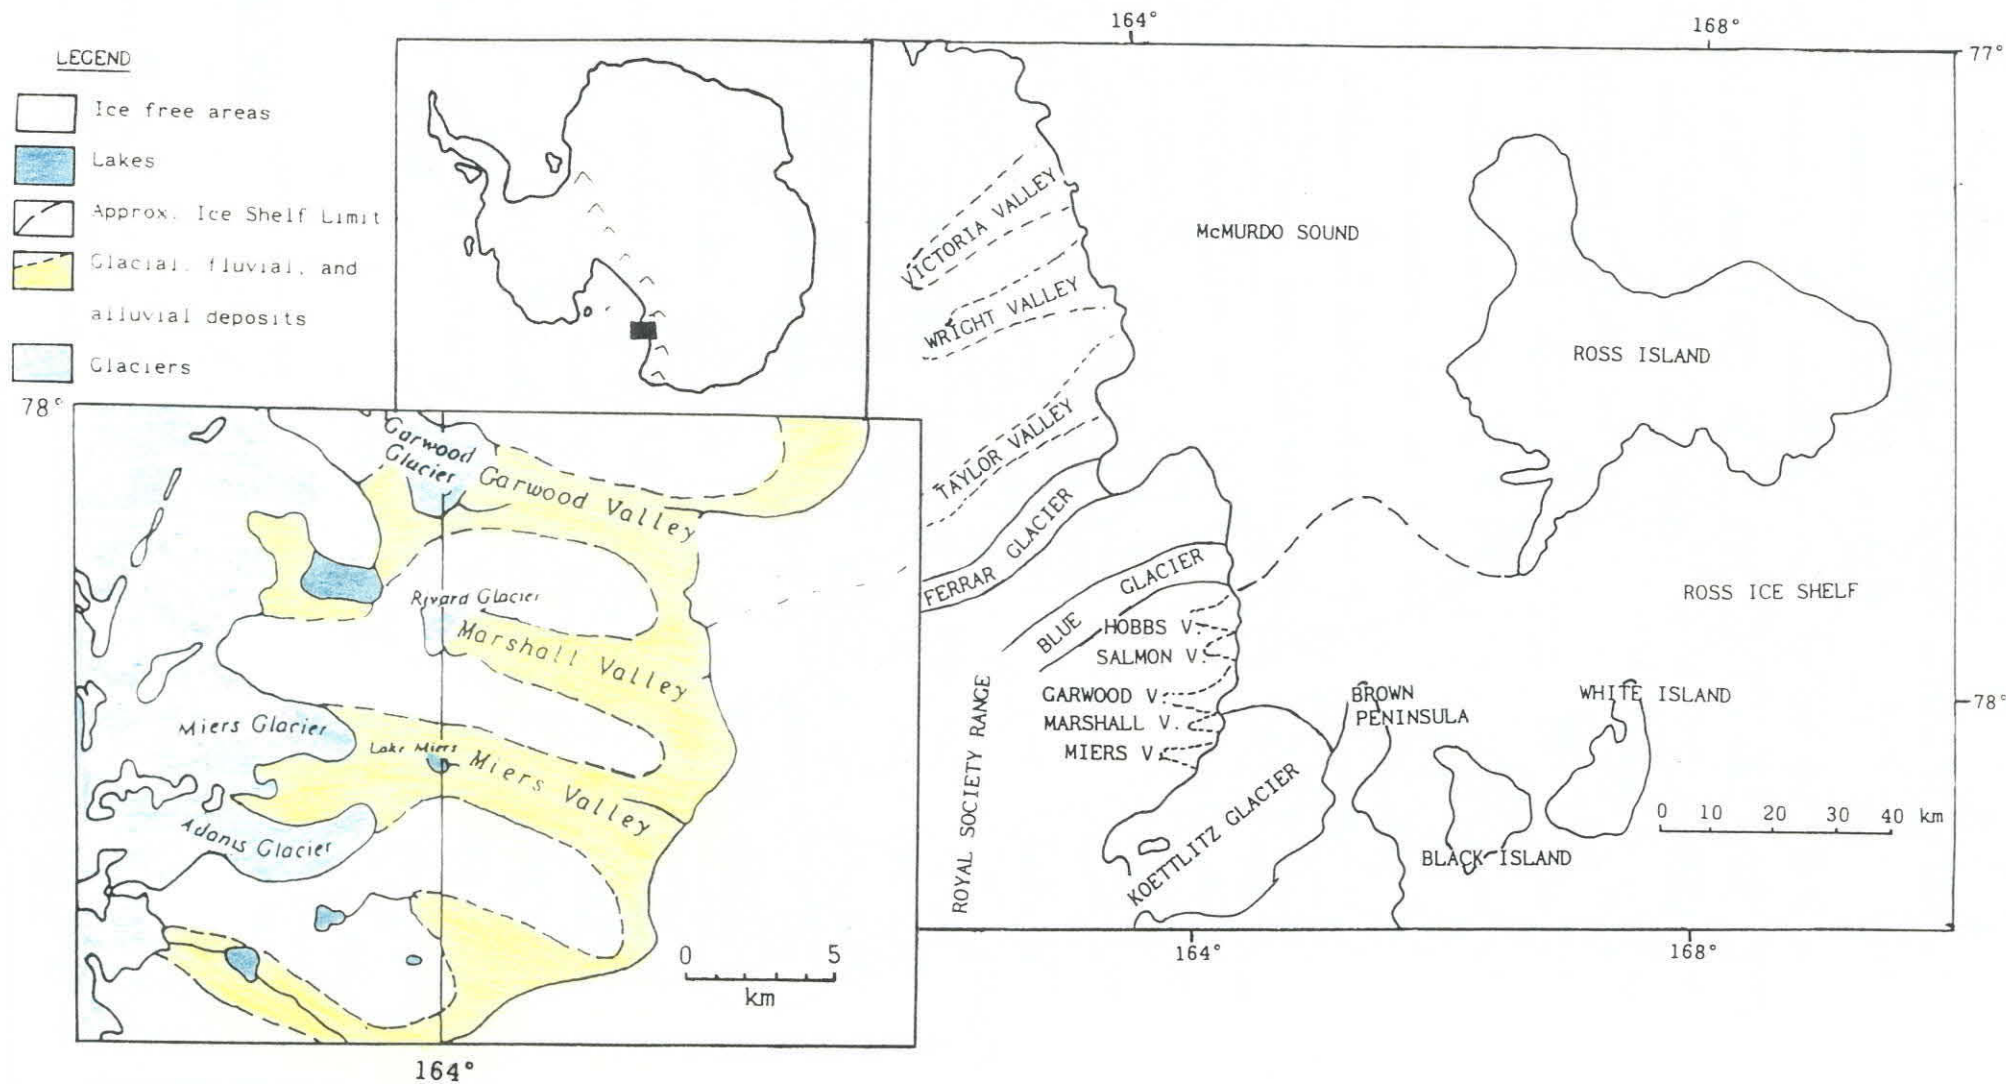 LEGEND
Ice free areas
Lakes
Approx. Ice Shelf Limit
Glacial, fluvial, and
alluvial deposits
Glaciers
164°
168°
77°
VICTORIA VALLEY
McMURDO SOUND
WRIGHT VALLEY
ROSS ISLAND
TAYLOR VALLEY
FERRAR GLACIER
BLUE GLACIER
ROSS ICE SHELF
HOBBS V.
SALMON V.
GARWOOD V.
MARSHALL V.
MIERS V.
ROYAL SOCIETY RANGE
BROWN
PENINSULA
WHITE ISLAND
78°
KOETTLITZ GLACIER
BLACK ISLAND
0 10 20 30 40 km
164°
168°
78°
Garwood
Glacier
Garwood Valley
Rivard Glacier
Marshall Valley
Miers Glacier
Lake Miers
Miers Valley
Adams Glacier
0 5
km
164°